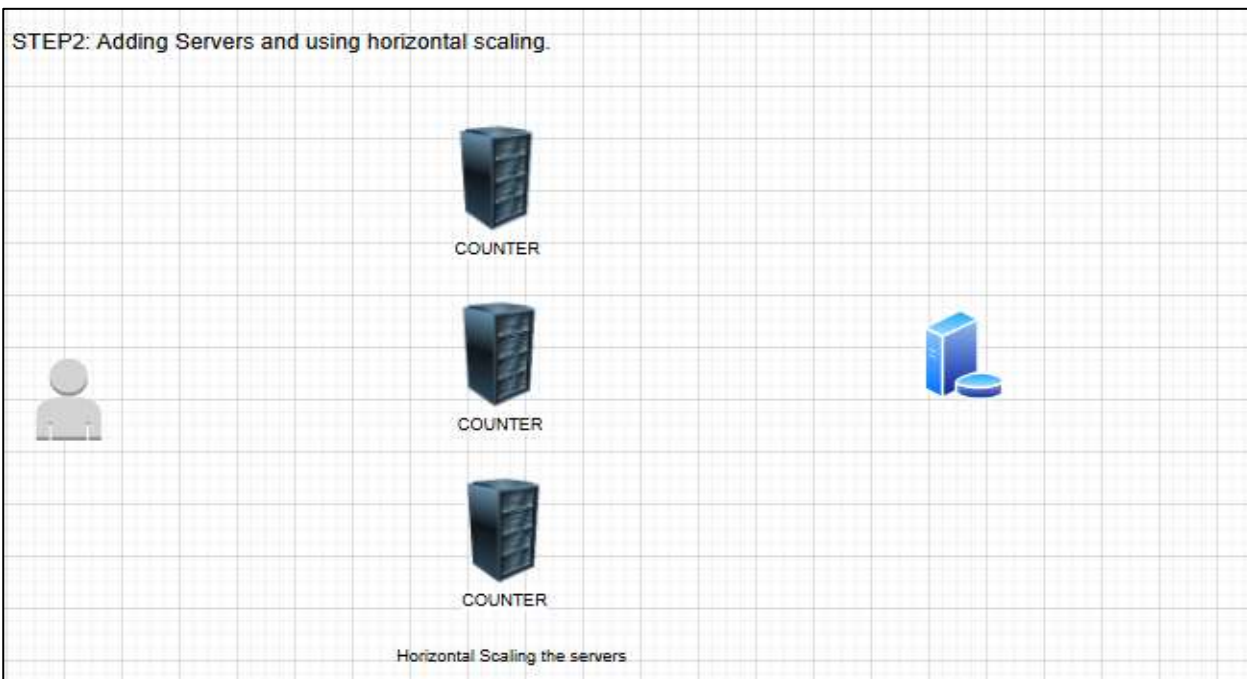 STEP2: Adding Servers and using horizontal scaling.
COUNTER
COUNTER
COUNTER
Horizontal Scaling the servers